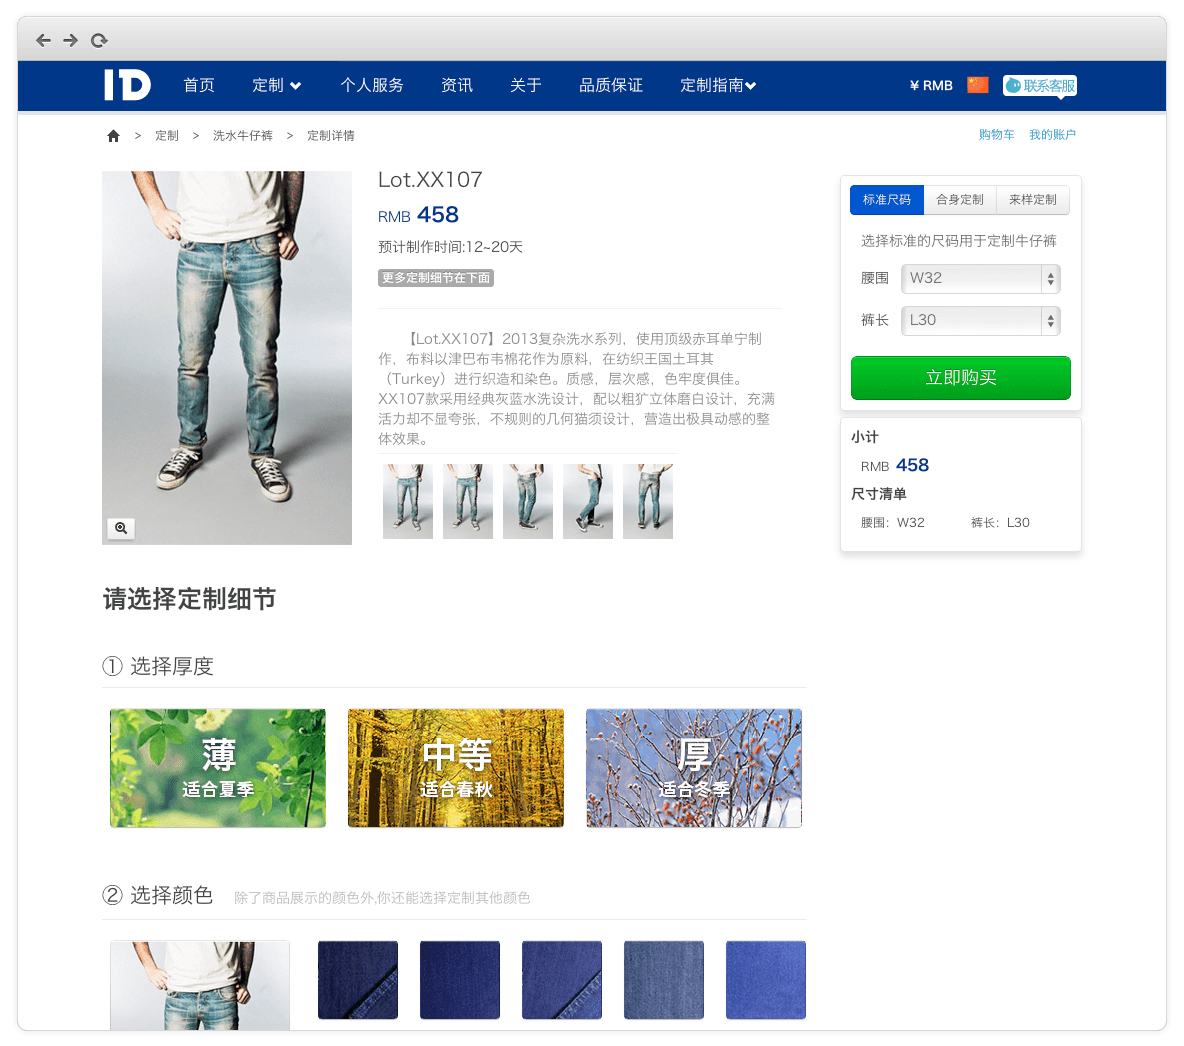 ID 首页 定制 个人服务 资讯 关于 品质保证 定制指南 ¥ RMB 联系客服
> 定制 > 洗水牛仔裤 > 定制详情
购物车 我的账户
Lot.XX107
RMB 458
预计制作时间:12~20天
更多定制细节在下面
【Lot.XX107】2013复杂洗水系列，使用顶级赤耳单宁制
作，布料以津巴布韦棉花作为原料，在纺织王国土耳其
（Turkey）进行织造和染色。质感，层次感，色牢度俱佳。
XX107款采用经典灰蓝水洗设计，配以粗犷立体磨白设计，充满
活力却不显夸张，不规则的几何猫须设计，营造出极具动感的整
体效果。
标准尺码 合身定制 来样定制
选择标准的尺码用于定制牛仔裤
腰围 W32
裤长 L30
立即购买
小计
RMB 458
尺寸清单
腰围：W32 裤长：L30
请选择定制细节
① 选择厚度
薄
适合夏季
中等
适合春秋
厚
适合冬季
② 选择颜色 除了商品展示的颜色外,你还能选择定制其他颜色